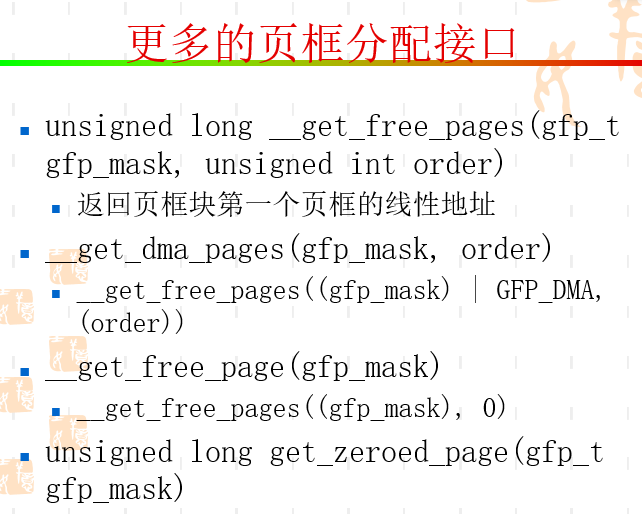 更多的页框分配接口
unsigned long __get_free_pages(gfp_t
gfp_mask, unsigned int order)
返回页框块第一个页框的线性地址
__get_dma_pages(gfp_mask, order)
__get_free_pages((gfp_mask) | GFP_DMA,
(order))
__get_free_page(gfp_mask)
__get_free_pages((gfp_mask), 0)
unsigned long get_zeroed_page(gfp_t
gfp_mask)